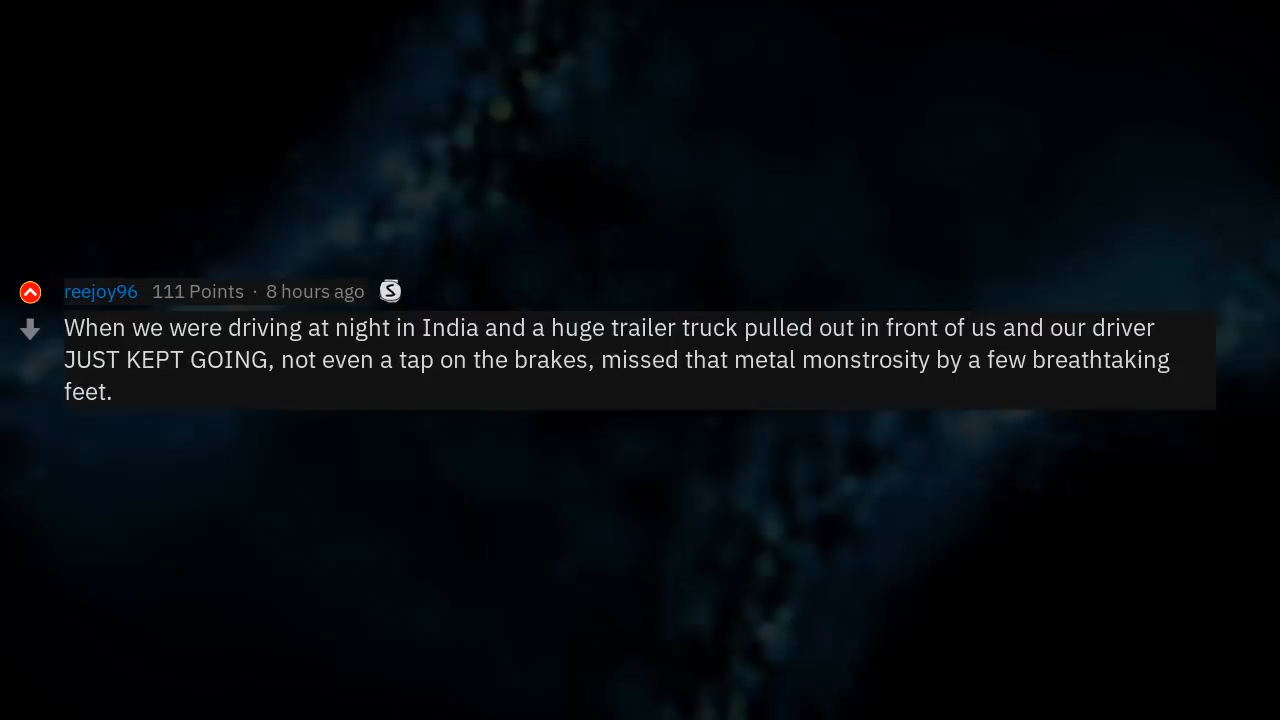 reejoy96 111 Points · 8 hours ago S
When we were driving at night in India and a huge trailer truck pulled out in front of us and our driver
JUST KEPT GOING, not even a tap on the brakes, missed that metal monstrosity by a few breathtaking
feet.